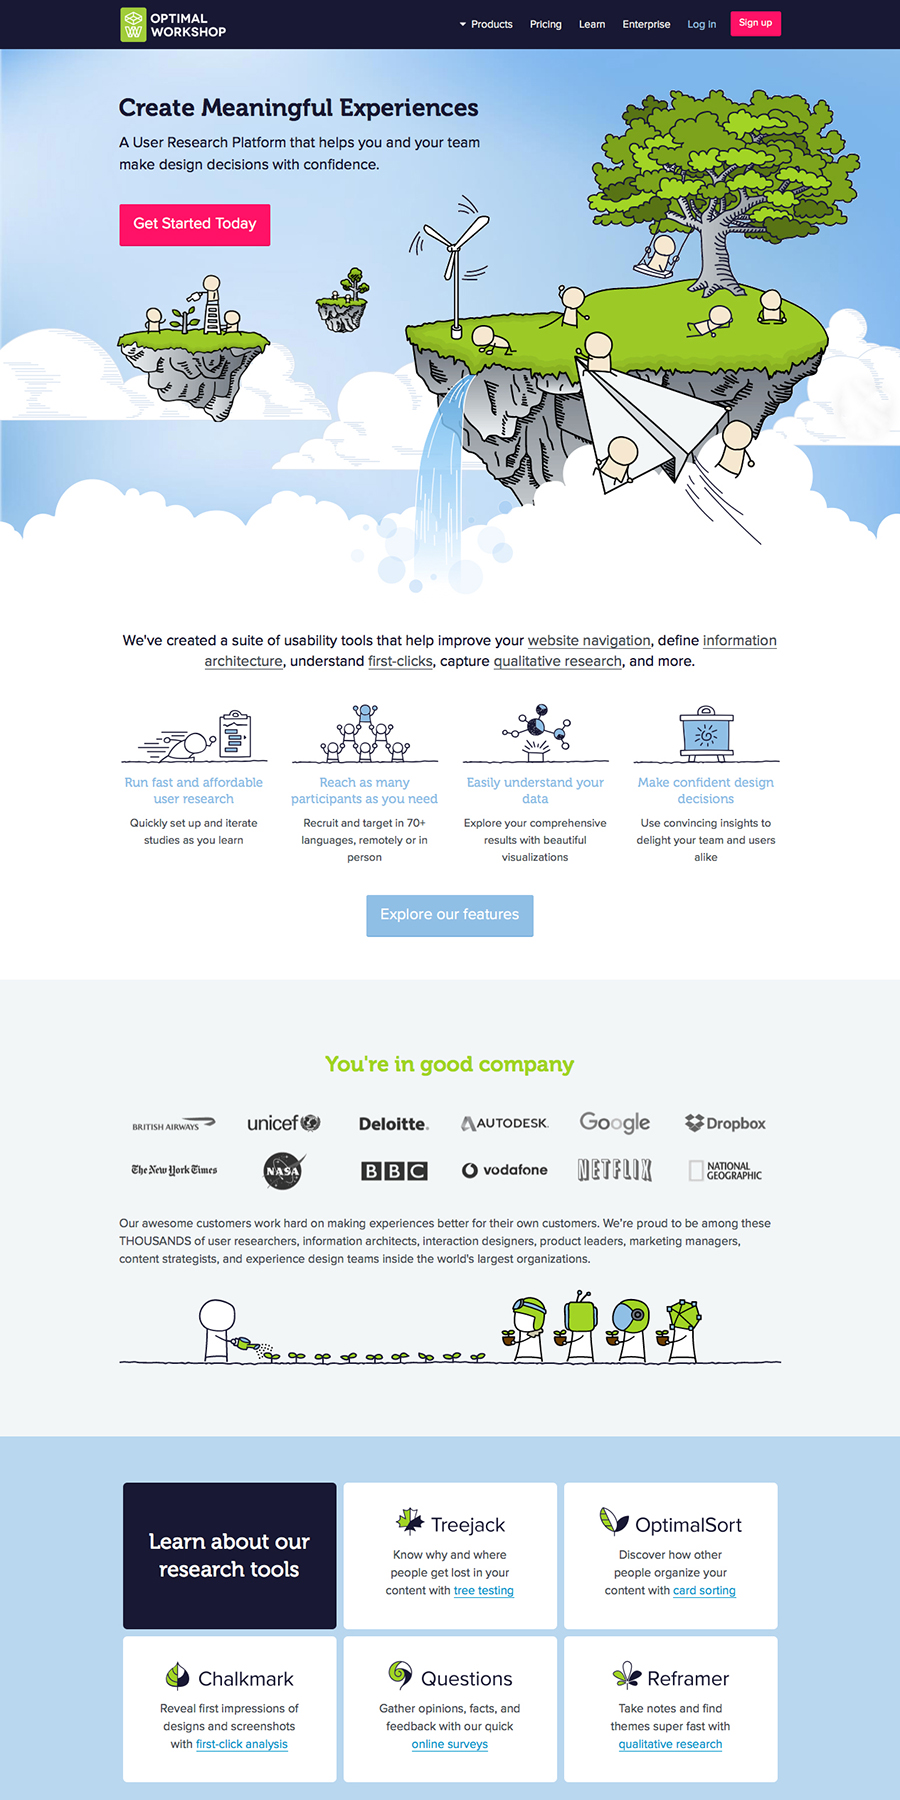 OPTIMAL
WORKSHOP
Products Pricing Learn Enterprise Log in Sign up
Create Meaningful Experiences
A User Research Platform that helps you and your team
make design decisions with confidence.
Get Started Today
We've created a suite of usability tools that help improve your website navigation, define information
architecture, understand first-clicks, capture qualitative research, and more.
Run fast and affordable
user research
Quickly set up and iterate
studies as you learn
Reach as many
participants as you need
Recruit and target in 70+
languages, remotely or in
person
Easily understand your
data
Explore your comprehensive
results with beautiful
visualizations
Make confident design
decisions
Use convincing insights to
delight your team and users
alike
Explore our features
You're in good company
BRITISH AIRWAYS unicef Deloitte. AUTODESK. Google Dropbox
The New York Times NASA BBC vodafone NETFLIX NATIONAL
GEOGRAPHIC
Our awesome customers work hard on making experiences better for their own customers. We're proud to be among these
THOUSANDS of user researchers, information architects, interaction designers, product leaders, marketing managers,
content strategists, and experience design teams inside the world's largest organizations.
Learn about our
research tools
Treejack
Know why and where
people get lost in your
content with tree testing
OptimalSort
Discover how other
people organize your
content with card sorting
Chalkmark
Reveal first impressions of
designs and screenshots
with first-click analysis
Questions
Gather opinions, facts, and
feedback with our quick
online surveys
Reframer
Take notes and find
themes super fast with
qualitative research